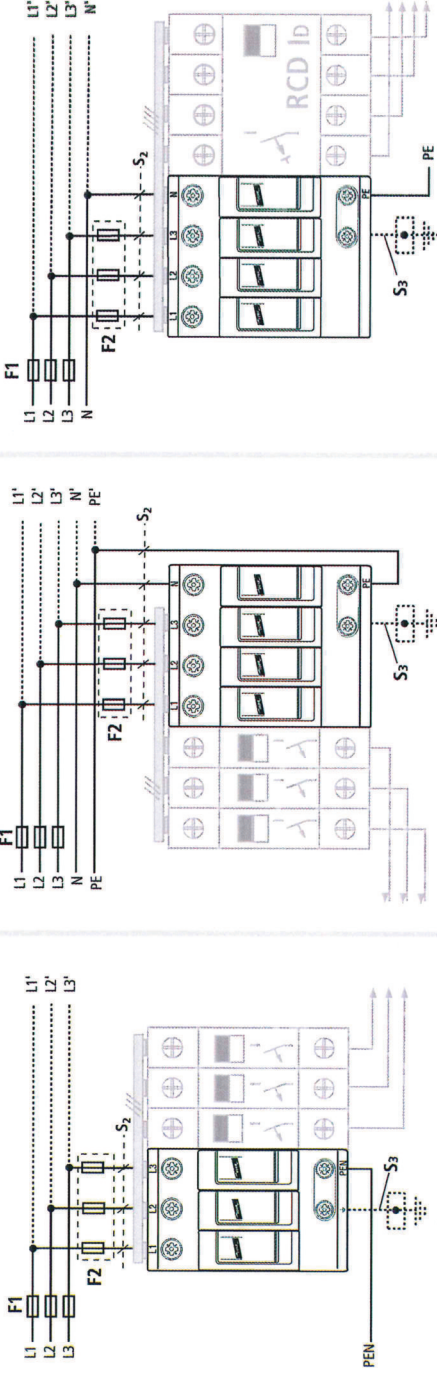 F1
L1 L1'
L2 L2'
L3 L3'
F2
S2
L1 L2 L3
PEN
PEN
S3
F1
L1 L1'
L2 L2'
L3 L3'
N N'
PE PE'
F2
S2
L1 L2 L3 N
PE
S3
F1
L1 L1'
L2 L2'
L3 L3'
N N'
F2
S2
L1 L2 L3 N
RCD I∆
PE
PE
S3